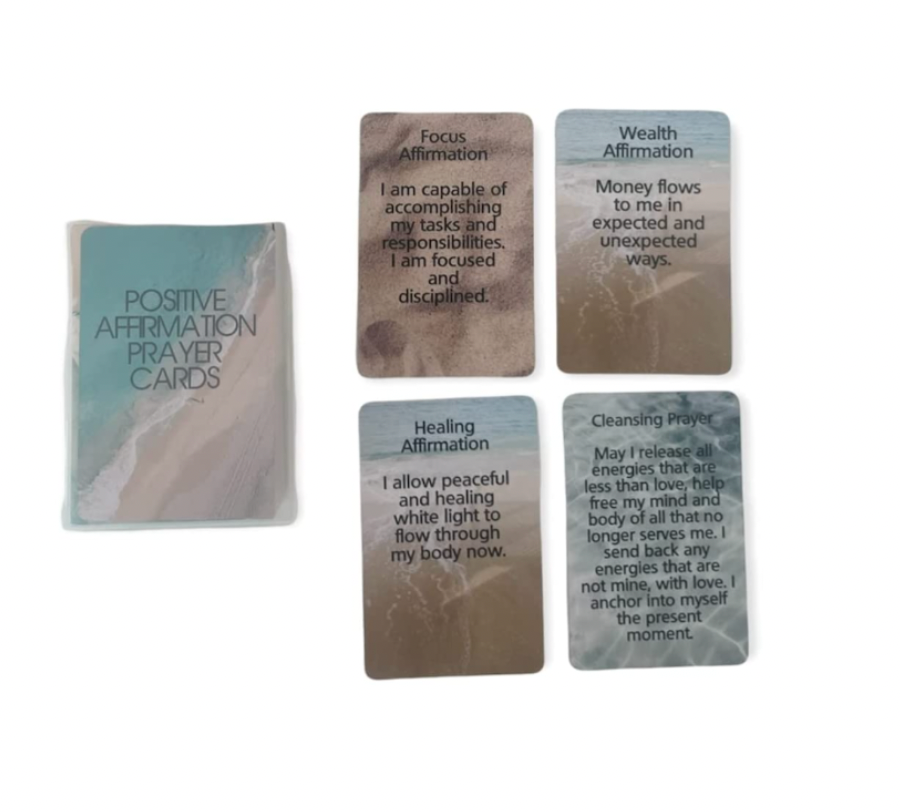 POSITIVE
AFFIRMATION
PRAYER
CARDS
Focus
Affirmation
I am capable of
accomplishing
my tasks and
responsibilities.
I am focused
and
disciplined.
Wealth
Affirmation
Money flows
to me in
expected and
unexpected
ways.
Healing
Affirmation
I allow peaceful
and healing
white light to
flow through
my body now.
Cleansing Prayer
May I release all
energies that are
less than love, help
free my mind and
body of all that no
longer serves me. I
send back any
energies that are
not mine, with love. I
anchor into myself
the present
moment.